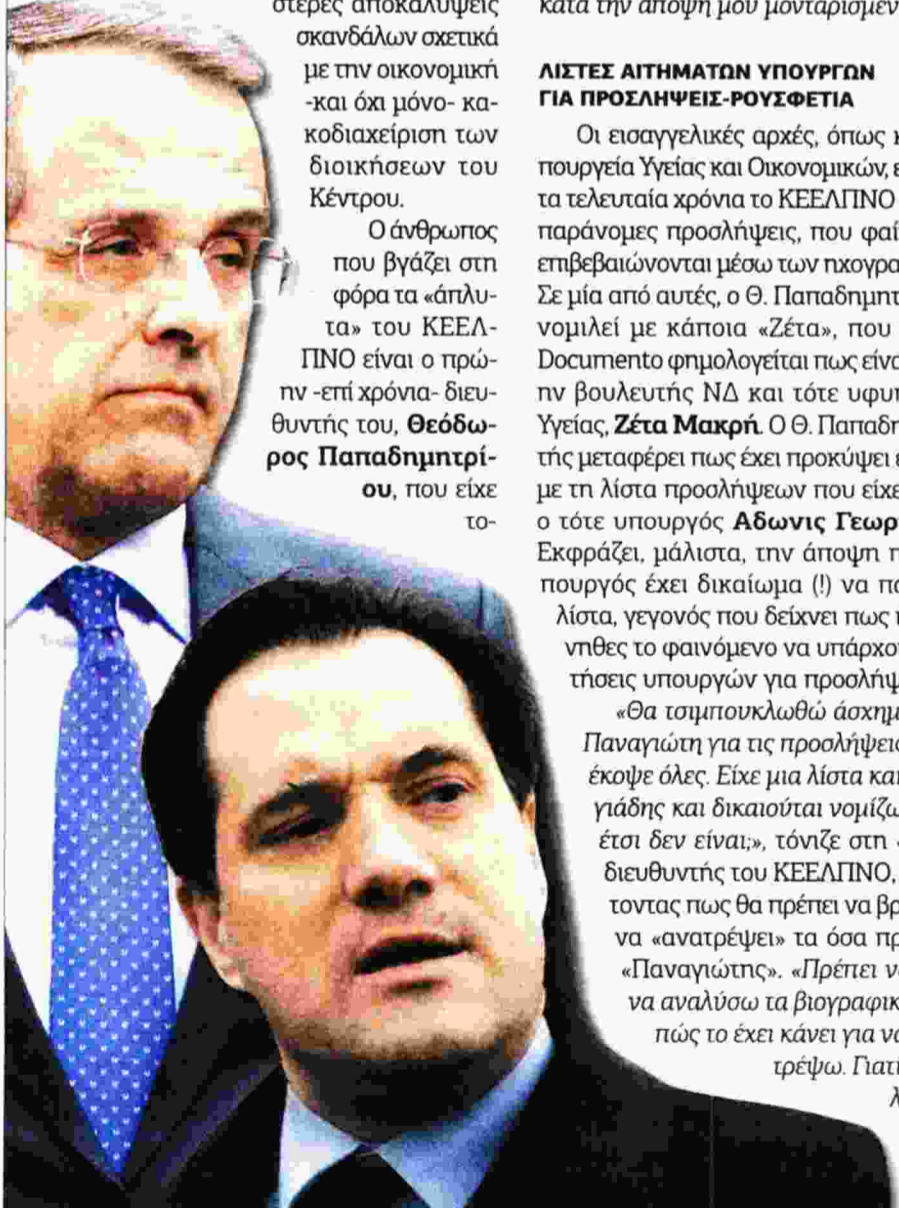 στερες αποκαλύψεις
σκανδάλων σχετικά
με την οικονομική
-και όχι μόνο- κα-
κοδιαχείριση των
διοικήσεων του
Κέντρου.
Ο άνθρωπος
που βγάζει στη
φόρα τα «άπλυ-
τα» του ΚΕΕΛ-
ΠΝΟ είναι ο πρώ-
ην -επί χρόνια- διευ-
θυντής του, Θεόδω-
ρος Παπαδημητρί-
ου, που είχε
το-
κατά την άποψή μου μονταρισμέν
ΛΙΣΤΕΣ ΑΙΤΗΜΑΤΩΝ ΥΠΟΥΡΓΩΝ
ΓΙΑ ΠΡΟΣΛΗΨΕΙΣ-ΡΟΥΣΦΕΤΙΑ
Οι εισαγγελικές αρχές, όπως κ
πουργεία Υγείας και Οικονομικών, ε
τα τελευταία χρόνια το ΚΕΕΛΠΝΟ
παράνομες προσλήψεις, που φαί
επιβεβαιώνονται μέσω των ηχογρα
Σε μία από αυτές, ο Θ. Παπαδημητ
νομιλεί με κάποια «Ζέτα», που
Documento φημολογείται πως είνα
ην βουλευτής ΝΔ και τότε υφυπ
Υγείας, Ζέτα Μακρή. Ο Θ. Παπαδη
τής μεταφέρει πως έχει προκύψει ε
με τη λίστα προσλήψεων που είχε
ο τότε υπουργός Αδωνις Γεωρ
Εκφράζει, μάλιστα, την άποψη π
πουργός έχει δικαίωμα (!) να πα
λίστα, γεγονός που δείχνει πως
νηθες το φαινόμενο να υπάρχου
τήσεις υπουργών για προσλήψ
«Θα τσιμπουκλωθώ άσχημ
Παναγιώτη για τις προσλήψεις
έκοψε όλες. Είχε μια λίστα και
γιάδης και δικαιούται νομίζω
έτσι δεν είναι;», τόνιζε στη «
διευθυντής του ΚΕΕΛΠΝΟ,
τοντας πως θα πρέπει να βρ
να «ανατρέψει» τα όσα πρ
«Παναγιώτης». «Πρέπει να
να αναλύσω τα βιογραφικ
πώς το έχει κάνει για να
τρέψω. Γιατί
λ